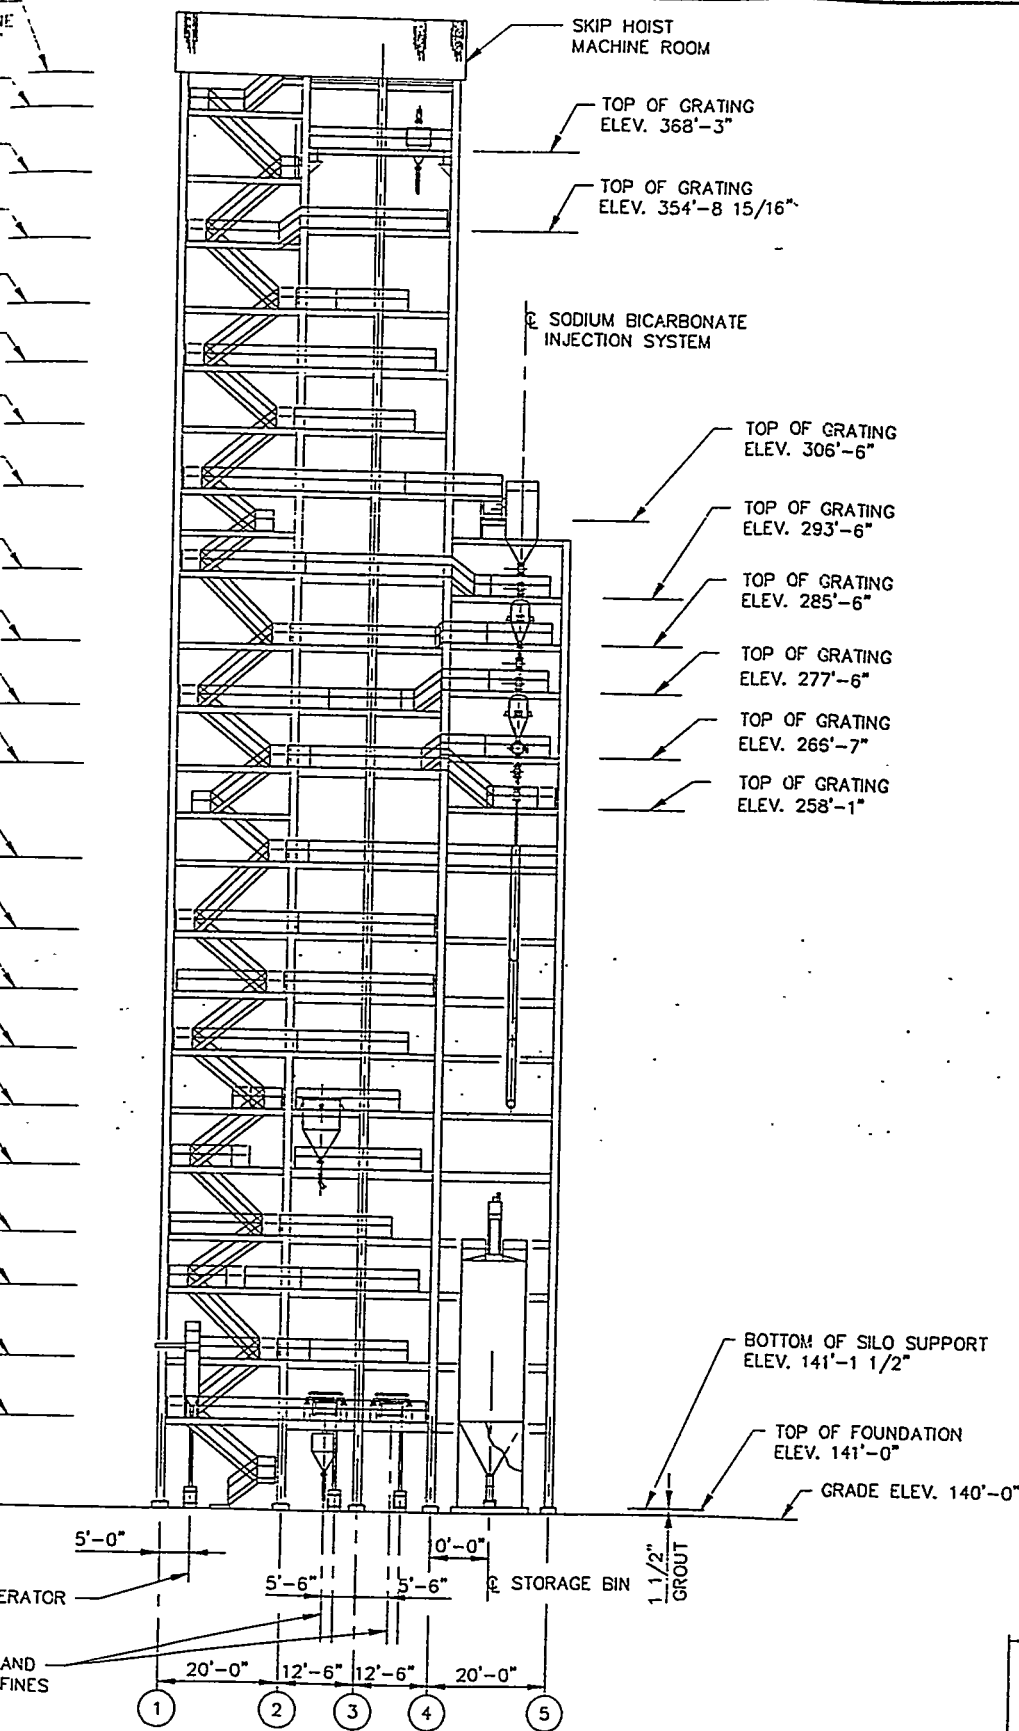 NE
SKIP HOIST
MACHINE ROOM
TOP OF GRATING
ELEV. 368'-3"
TOP OF GRATING
ELEV. 354'-8 15/16"
℄ SODIUM BICARBONATE
INJECTION SYSTEM
TOP OF GRATING
ELEV. 306'-6"
TOP OF GRATING
ELEV. 293'-6"
TOP OF GRATING
ELEV. 285'-6"
TOP OF GRATING
ELEV. 277'-6"
TOP OF GRATING
ELEV. 266'-7"
TOP OF GRATING
ELEV. 258'-1"
BOTTOM OF SILO SUPPORT
ELEV. 141'-1 1/2"
TOP OF FOUNDATION
ELEV. 141'-0"
GRADE ELEV. 140'-0"
1 1/2"
GROUT
5'-0"
0'-0"
5'-6"
5'-6"
℄ STORAGE BIN
ERATOR
AND
FINES
20'-0"
12'-6"
12'-6"
20'-0"
1
2
3
4
5